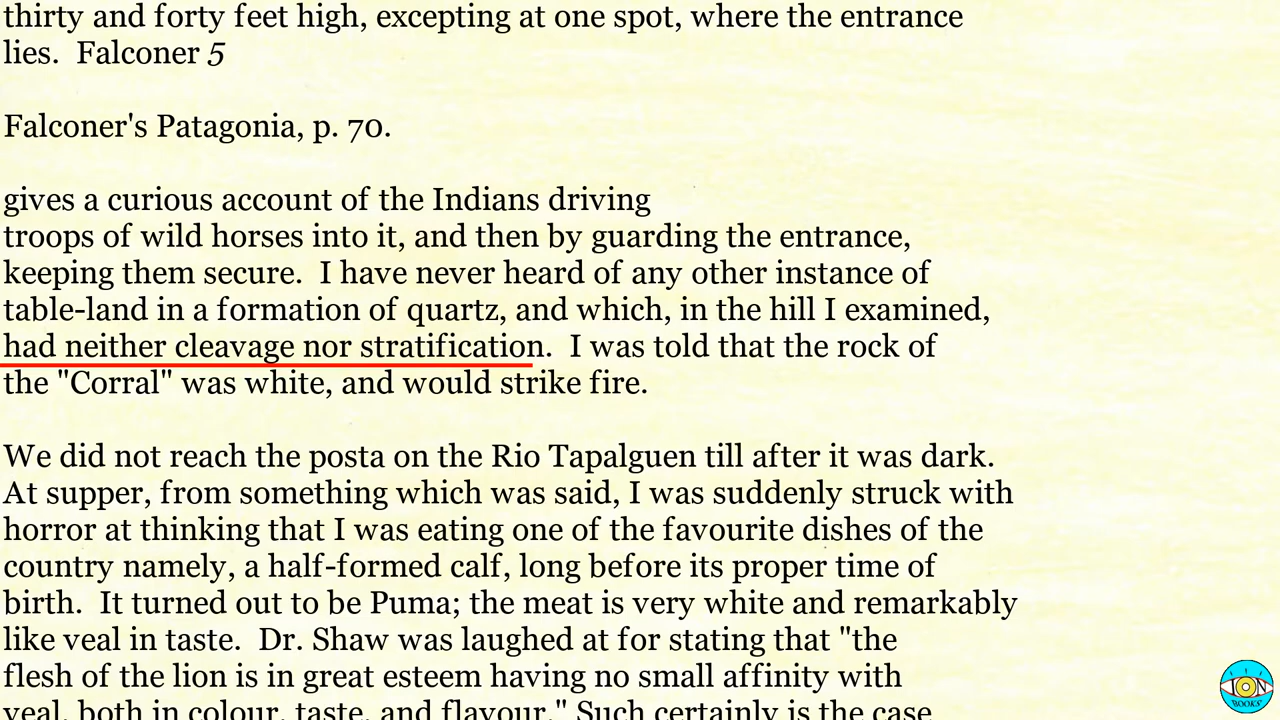 thirty and forty feet high, excepting at one spot, where the entrance
lies.  Falconer 5
Falconer's Patagonia, p. 70.
gives a curious account of the Indians driving
troops of wild horses into it, and then by guarding the entrance,
keeping them secure.  I have never heard of any other instance of
table-land in a formation of quartz, and which, in the hill I examined,
had neither cleavage nor stratification.  I was told that the rock of
the "Corral" was white, and would strike fire.
We did not reach the posta on the Rio Tapalguen till after it was dark.
At supper, from something which was said, I was suddenly struck with
horror at thinking that I was eating one of the favourite dishes of the
country namely, a half-formed calf, long before its proper time of
birth.  It turned out to be Puma; the meat is very white and remarkably
like veal in taste.  Dr. Shaw was laughed at for stating that "the
flesh of the lion is in great esteem having no small affinity with
veal, both in colour, taste, and flavour." Such certainly is the case
ION
BOOKS